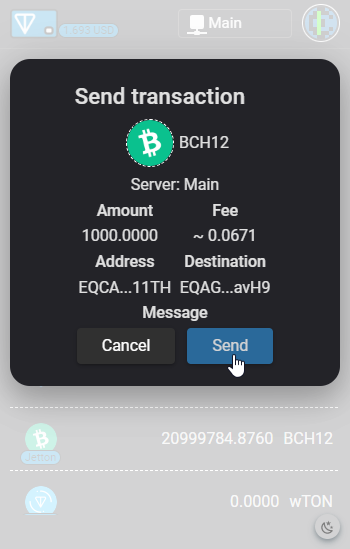 1.693 USD
Main
Send transaction
BCH12
Server: Main
Amount Fee
1000.0000 ~ 0.0671
Address Destination
EQCA...11TH EQAG...avH9
Message
Cancel Send
20999784.8760 BCH12
Jetton
0.0000 wTON